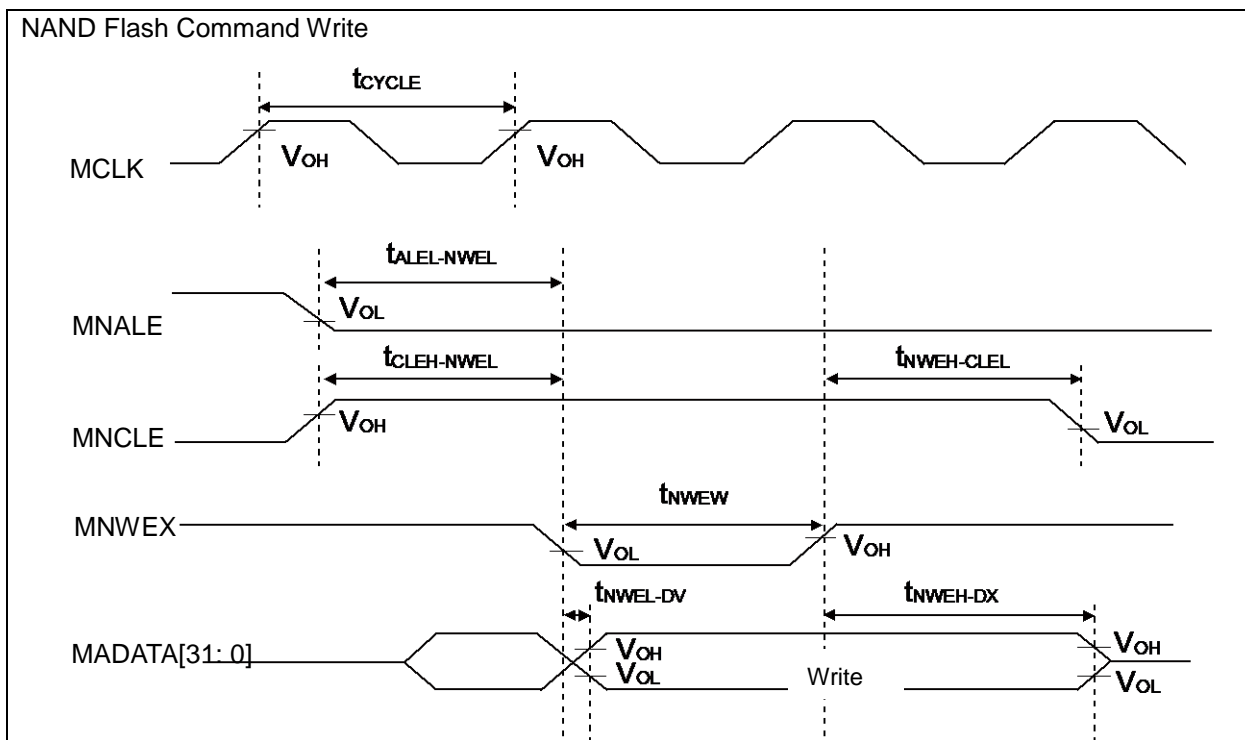 NAND Flash Command Write
tCYCLE
VOH VOH
MCLK
tALEL-NWEL
VOL
MNALE
tCLEH-NWEL tNWEH-CLEL
VOH VOL
MNCLE
tNWEW
MNWEX
VOL VOH
tNWEL-DV tNWEH-DX
VOH VOH
MADATA[31: 0]
VOL Write VOL